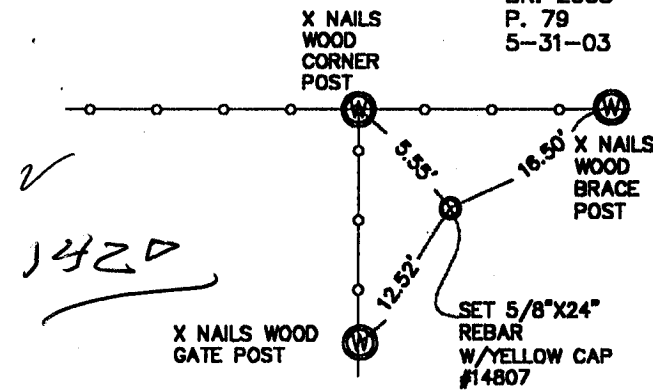 X NAILS
WOOD
CORNER
POST
P. 79
5-31-03
W
W
5.55'
16.50'
X NAILS
WOOD
BRACE
POST
1420
12.52'
X NAILS WOOD
GATE POST
W
SET 5/8"X24"
REBAR
W/YELLOW CAP
#14807